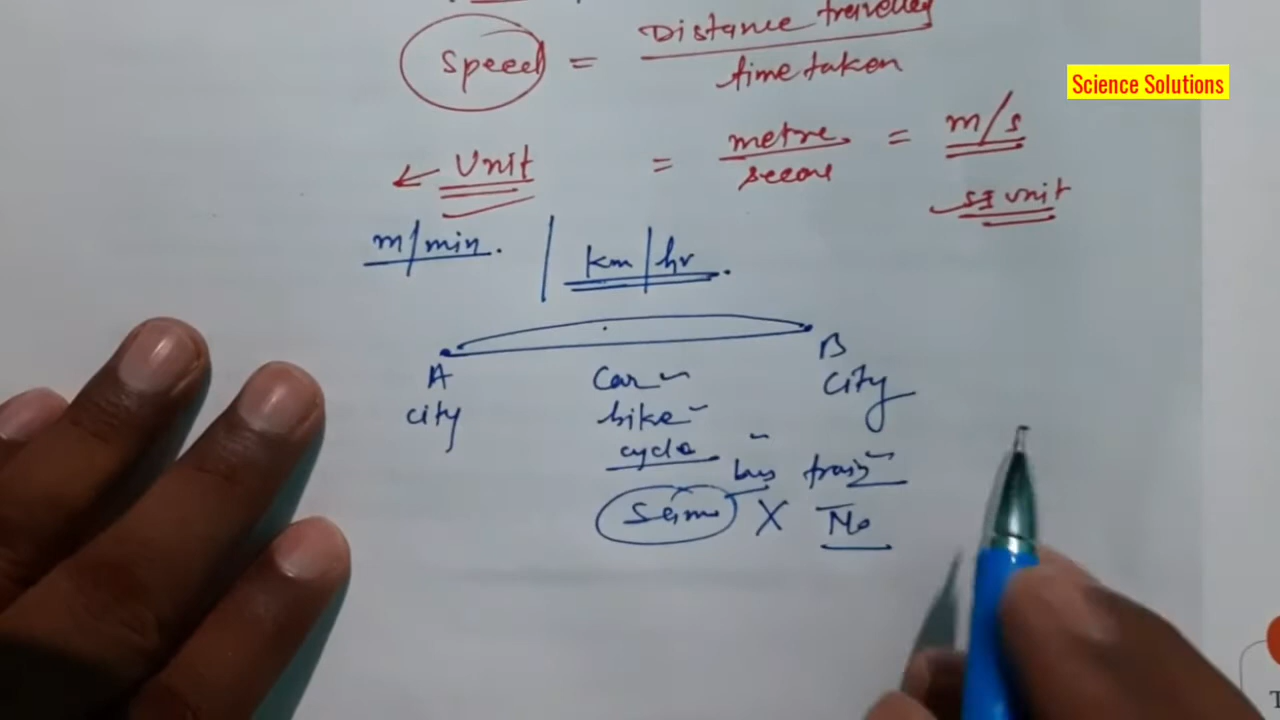 Distance travelled
Speed =
time taken
Science Solutions
Unit = metre = m/s
second
SI unit
m/min. | km/hr.
A B
city Car city
bike
cycle
bus train
Same X No